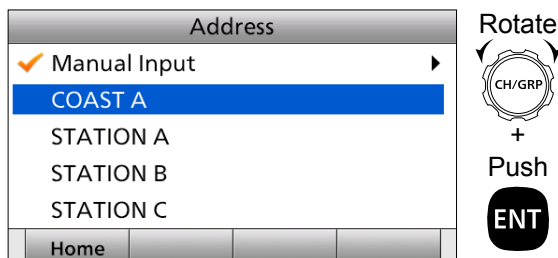 Address
Manual Input
COAST A
STATION A
STATION B
STATION C
Home
Rotate
CH/GRP
+
Push
ENT